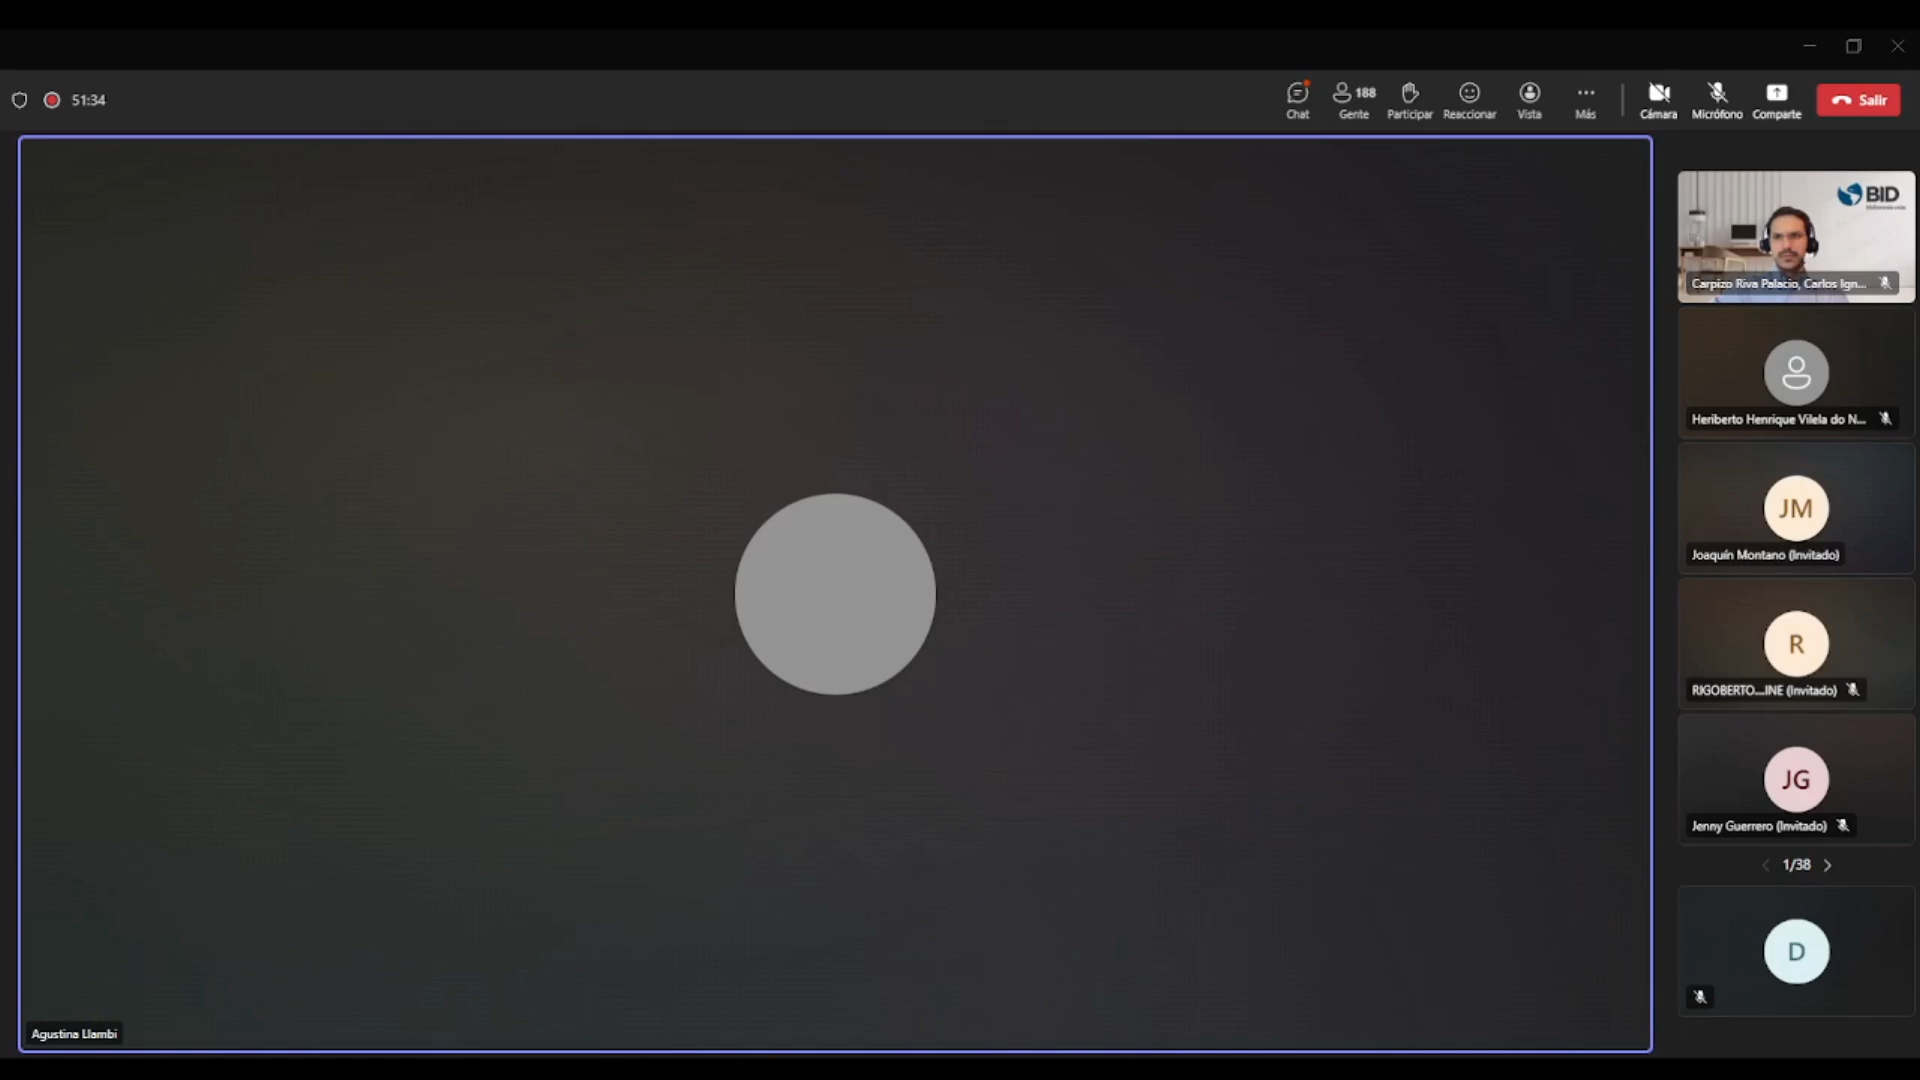 51:34
Chat
188
Gente
Participar
Reaccionar
Vista
Más
Cámara
Micrófono
Comparte
Salir
BID
Carpizo Riva Palacio, Carlos Ign...
Heriberto Henrique Vilela do N...
JM
Joaquín Montano (Invitado)
R
RIGOBERTO....INE (Invitado)
JG
Jenny Guerrero (Invitado)
1/38
D
Agustina Llambi